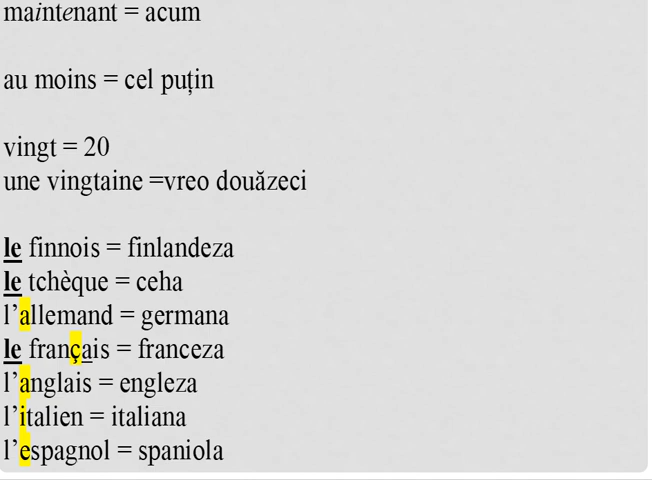 maintenant = acum
au moins = cel puțin
vingt = 20
une vingtaine =vreo douăzeci
le finnois = finlandeza
le tchèque = ceha
l’allemand = germana
le français = franceza
l’anglais = engleza
l’italien = italiana
l’espagnol = spaniola